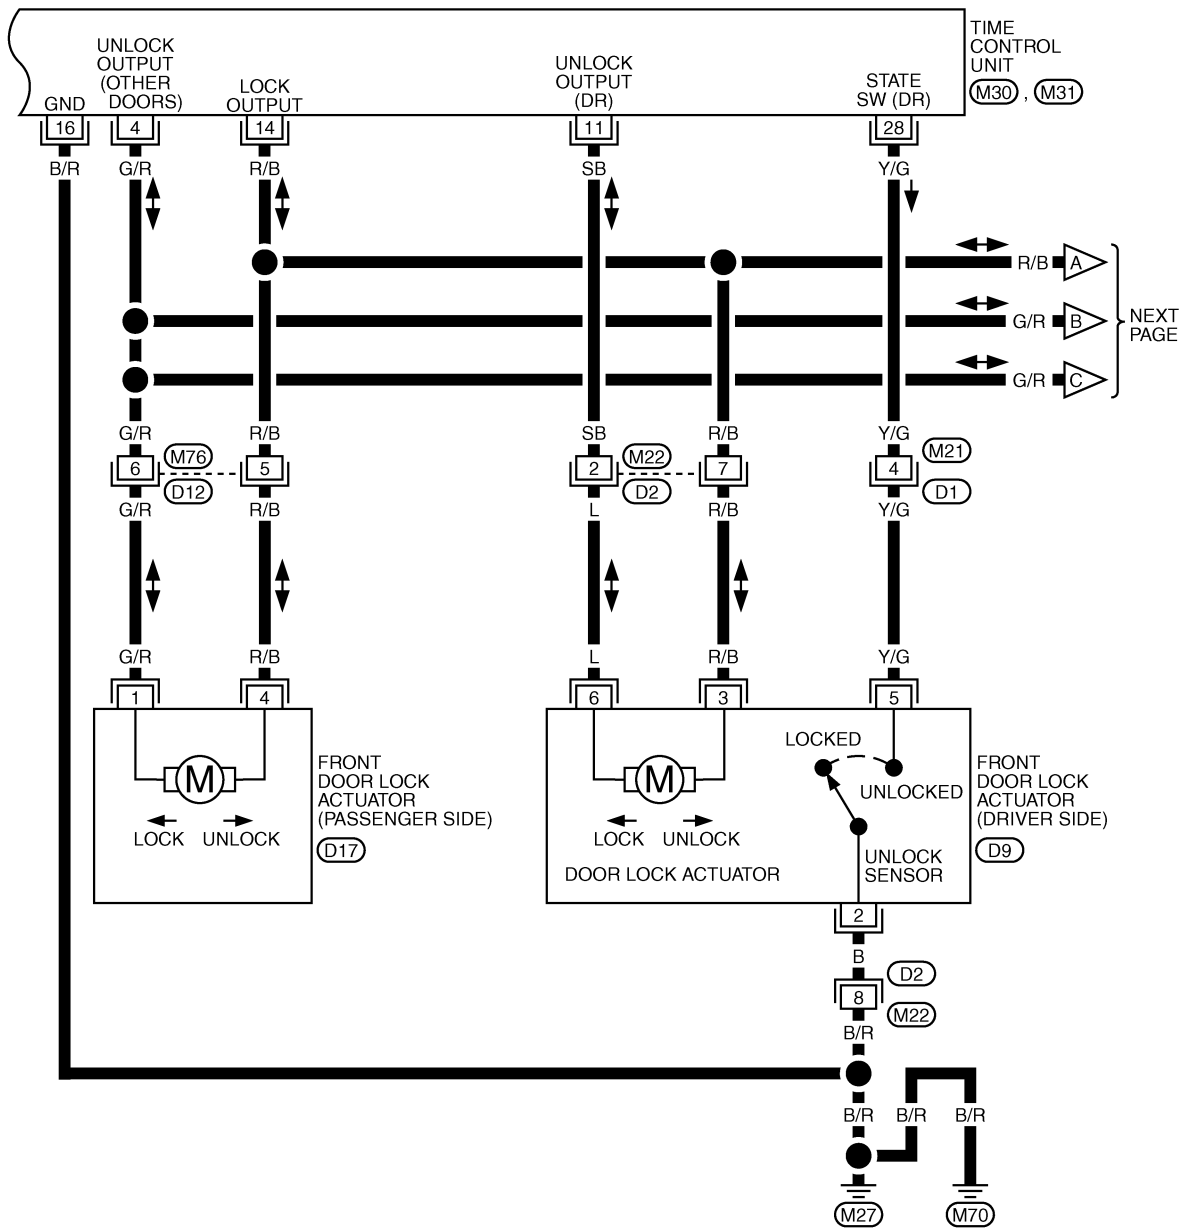 TIME
CONTROL
UNIT
M30 , M31
UNLOCK
OUTPUT
(OTHER
DOORS)
GND
LOCK
OUTPUT
UNLOCK
OUTPUT
(DR)
STATE
SW (DR)
16 4 14 11 28
B/R G/R R/B SB Y/G
R/B A
G/R B
G/R C
NEXT
PAGE
G/R R/B SB R/B Y/G
M76 M22 M21
6 5 2 7 4
D12 D2 D1
G/R R/B L R/B Y/G
G/R R/B L R/B Y/G
1 4 6 3 5
M
LOCK UNLOCK
FRONT
DOOR LOCK
ACTUATOR
(PASSENGER SIDE)
D17
M
LOCK UNLOCK
DOOR LOCK ACTUATOR
LOCKED
UNLOCKED
UNLOCK
SENSOR
FRONT
DOOR LOCK
ACTUATOR
(DRIVER SIDE)
D9
2
B
D2
8
M22
B/R
B/R B/R B/R
M27 M70